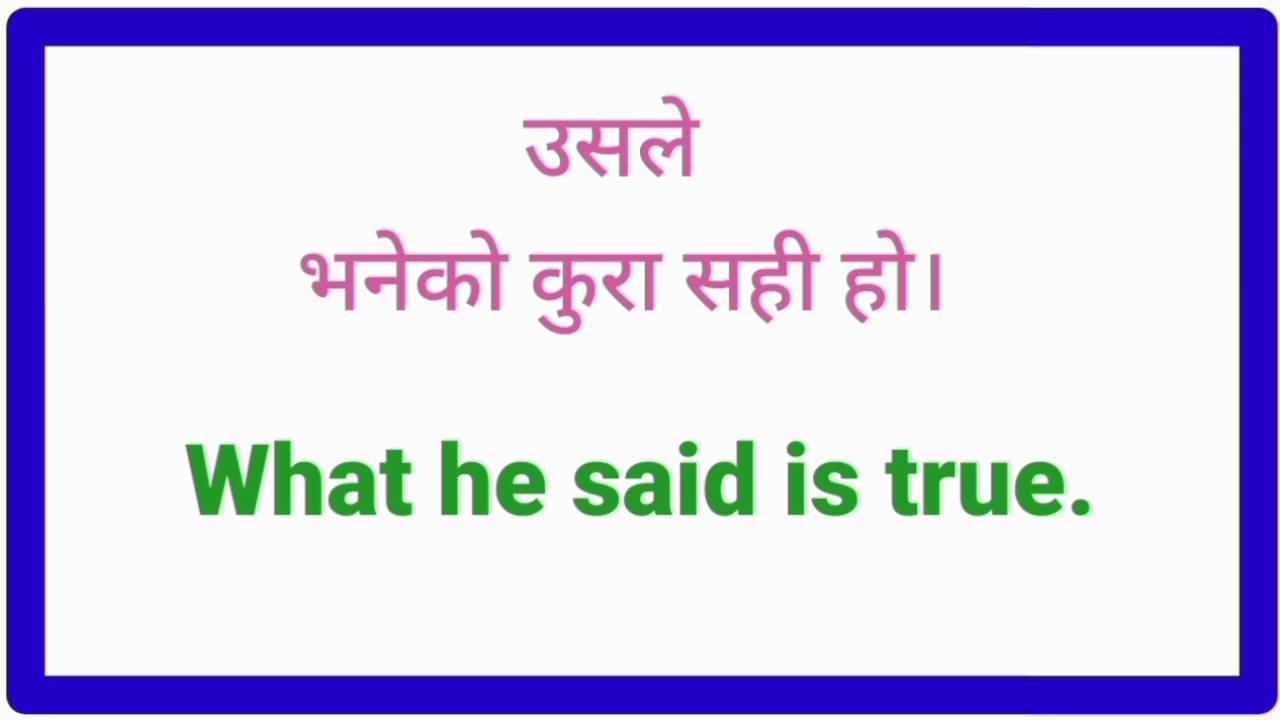 उसले
भनेको कुरा सही हो।
What he said is true.